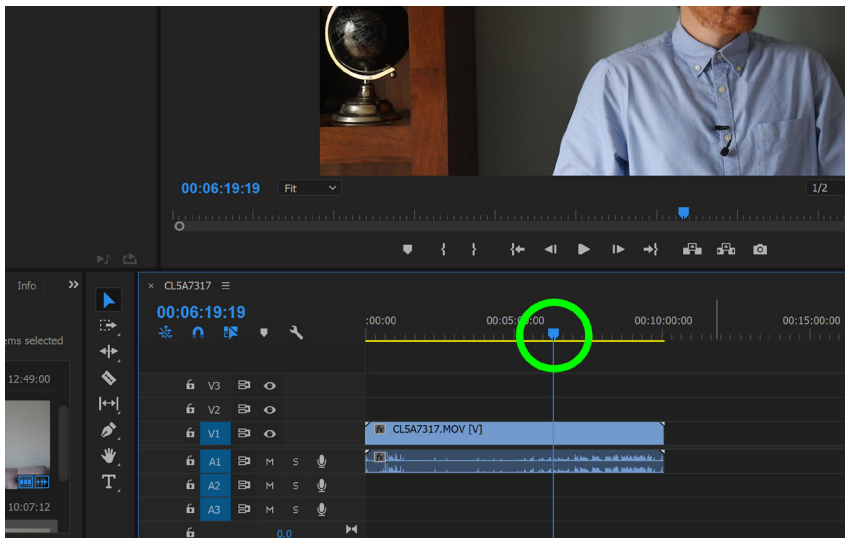 00:06:19:19 Fit 1/2
Info
CL5A7317
00:06:19:19
:00:00 00:05:00:00 00:10:00:00 00:15:00:00
ems selected
12:49:00
V3
V2
V1 fx CL5A7317.MOV [V]
A1 M S fx
A2 M S
T
10:07:12
A3 M S
0.0